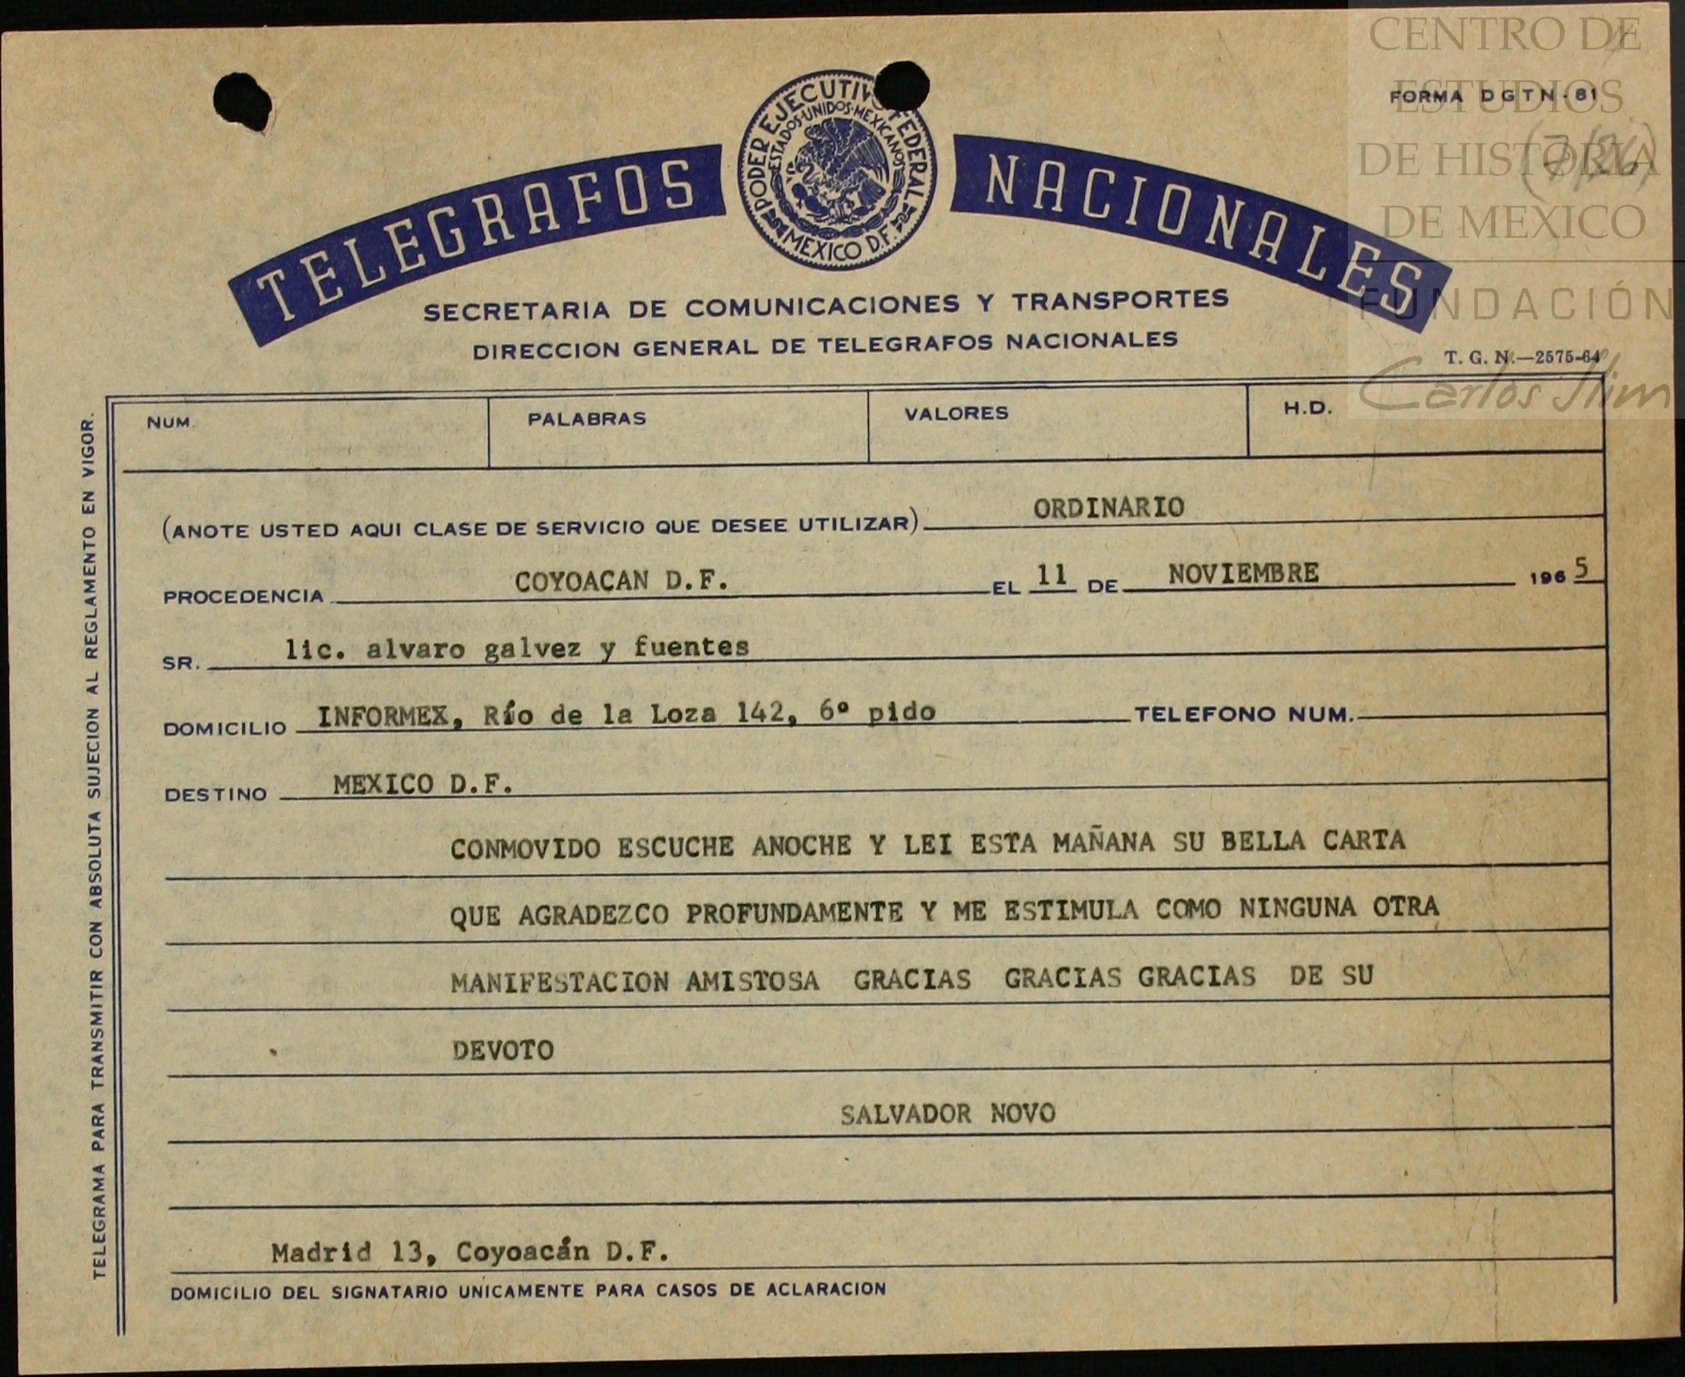 CENTRO DE
ESTUDIOS
DE HISTORIA
DE MEXICO
FUNDACIÓN
Carlos Slim
FORMA DGTN-81
TELEGRAFOS NACIONALES
PODER EJECUTIVO FEDERAL
ESTADOS·UNIDOS·MEXICANOS
MEXICO D.F.
SECRETARIA DE COMUNICACIONES Y TRANSPORTES
DIRECCION GENERAL DE TELEGRAFOS NACIONALES
T. G. N.—2575-64
NUM. PALABRAS VALORES H.D.
(ANOTE USTED AQUI CLASE DE SERVICIO QUE DESEE UTILIZAR) ORDINARIO
PROCEDENCIA COYOACAN D.F. EL 11 DE NOVIEMBRE 1965
SR. lic. alvaro galvez y fuentes
DOMICILIO INFORMEX, Río de la Loza 142, 6º pido TELEFONO NUM.
DESTINO MEXICO D.F.
CONMOVIDO ESCUCHE ANOCHE Y LEI ESTA MAÑANA SU BELLA CARTA
QUE AGRADEZCO PROFUNDAMENTE Y ME ESTIMULA COMO NINGUNA OTRA
MANIFESTACION AMISTOSA GRACIAS GRACIAS GRACIAS DE SU
DEVOTO
SALVADOR NOVO
Madrid 13, Coyoacán D.F.
DOMICILIO DEL SIGNATARIO UNICAMENTE PARA CASOS DE ACLARACION
TELEGRAMA PARA TRANSMITIR CON ABSOLUTA SUJECION AL REGLAMENTO EN VIGOR.